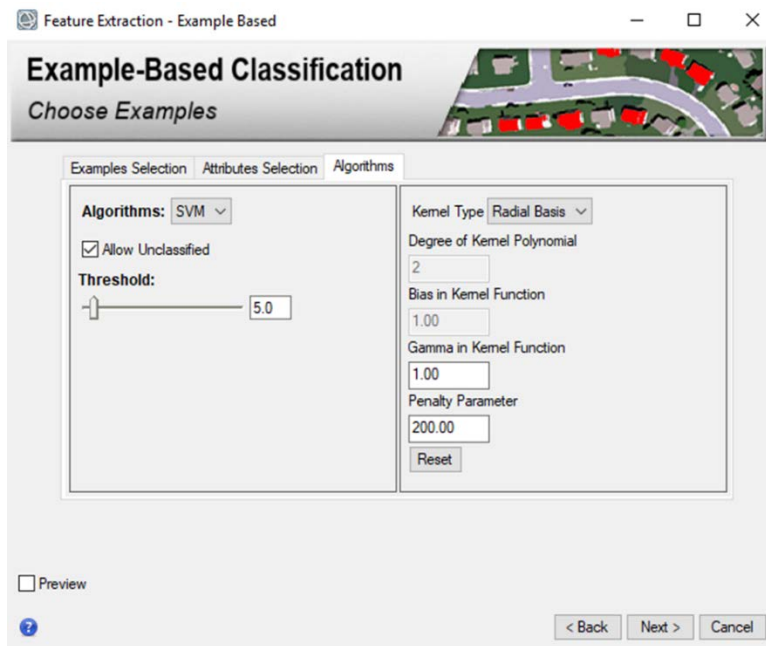 Feature Extraction - Example Based
Example-Based Classification
Choose Examples
Examples Selection Attributes Selection Algorithms
Algorithms: SVM
Allow Unclassified
Threshold:
5.0
Kernel Type Radial Basis
Degree of Kernel Polynomial
2
Bias in Kernel Function
1.00
Gamma in Kernel Function
1.00
Penalty Parameter
200.00
Reset
Preview
?
< Back Next > Cancel